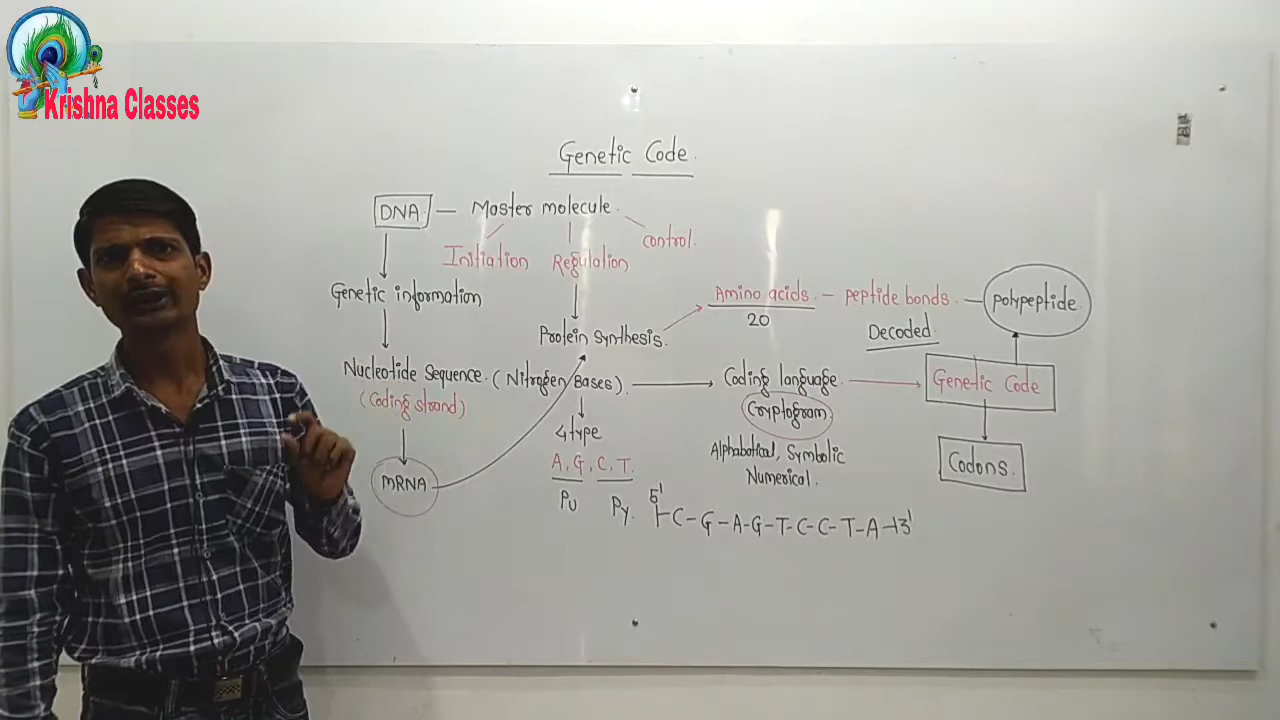 Krishna Classes
Genetic Code.
DNA. — Master molecule.
Initiation Regulation control.
Genetic information
Amino acids. — peptide bonds — polypeptide.
20
Decoded.
Protein synthesis.
Nucleotide Sequence. (Nitrogen Bases). Coding language. Genetic Code
(Coding strand)
Cryptogram
4 type
Alphabatical, Symbolic
Numerical.
A, G, C, T.
Codons.
mRNA
Pu Py.
5' C-G-A-G-T-C-C-T-A-3'